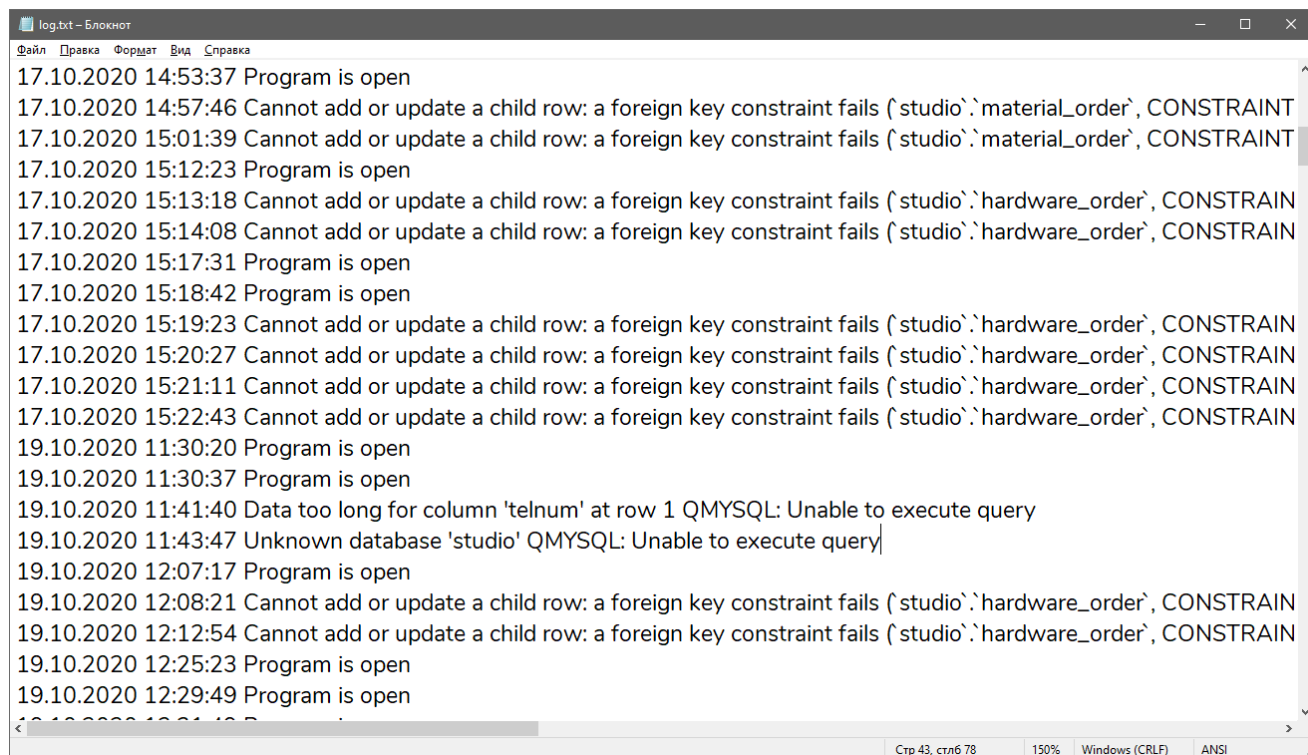 log.txt – Блокнот
Файл Правка Формат Вид Справка
17.10.2020 14:53:37 Program is open
17.10.2020 14:57:46 Cannot add or update a child row: a foreign key constraint fails (`studio`.`material_order`, CONSTRAINT
17.10.2020 15:01:39 Cannot add or update a child row: a foreign key constraint fails (`studio`.`material_order`, CONSTRAINT
17.10.2020 15:12:23 Program is open
17.10.2020 15:13:18 Cannot add or update a child row: a foreign key constraint fails (`studio`.`hardware_order`, CONSTRAIN
17.10.2020 15:14:08 Cannot add or update a child row: a foreign key constraint fails (`studio`.`hardware_order`, CONSTRAIN
17.10.2020 15:17:31 Program is open
17.10.2020 15:18:42 Program is open
17.10.2020 15:19:23 Cannot add or update a child row: a foreign key constraint fails (`studio`.`hardware_order`, CONSTRAIN
17.10.2020 15:20:27 Cannot add or update a child row: a foreign key constraint fails (`studio`.`hardware_order`, CONSTRAIN
17.10.2020 15:21:11 Cannot add or update a child row: a foreign key constraint fails (`studio`.`hardware_order`, CONSTRAIN
17.10.2020 15:22:43 Cannot add or update a child row: a foreign key constraint fails (`studio`.`hardware_order`, CONSTRAIN
19.10.2020 11:30:20 Program is open
19.10.2020 11:30:37 Program is open
19.10.2020 11:41:40 Data too long for column 'telnum' at row 1 QMYSQL: Unable to execute query
19.10.2020 11:43:47 Unknown database 'studio' QMYSQL: Unable to execute query
19.10.2020 12:07:17 Program is open
19.10.2020 12:08:21 Cannot add or update a child row: a foreign key constraint fails (`studio`.`hardware_order`, CONSTRAIN
19.10.2020 12:12:54 Cannot add or update a child row: a foreign key constraint fails (`studio`.`hardware_order`, CONSTRAIN
19.10.2020 12:25:23 Program is open
19.10.2020 12:29:49 Program is open
Стр 43, стлб 78 150% Windows (CRLF) ANSI